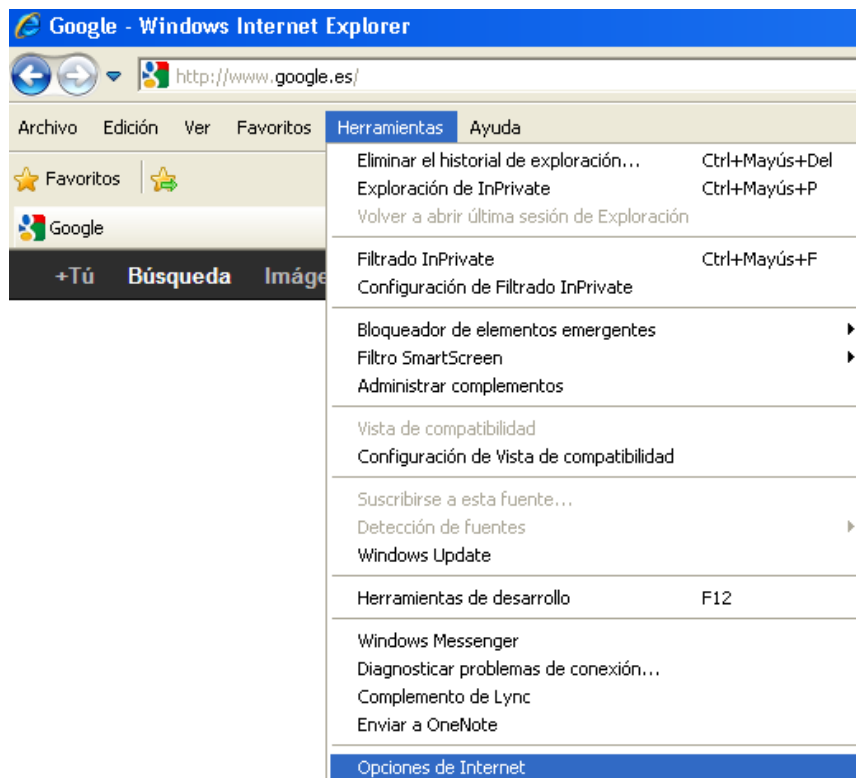 Google - Windows Internet Explorer
http://www.google.es/
Archivo Edición Ver Favoritos Herramientas Ayuda
Favoritos
Google
+Tú Búsqueda Imáge
Eliminar el historial de exploración... Ctrl+Mayús+Del
Exploración de InPrivate Ctrl+Mayús+P
Volver a abrir última sesión de Exploración
Filtrado InPrivate Ctrl+Mayús+F
Configuración de Filtrado InPrivate
Bloqueador de elementos emergentes
Filtro SmartScreen
Administrar complementos
Vista de compatibilidad
Configuración de Vista de compatibilidad
Suscribirse a esta fuente...
Detección de fuentes
Windows Update
Herramientas de desarrollo F12
Windows Messenger
Diagnosticar problemas de conexión...
Complemento de Lync
Enviar a OneNote
Opciones de Internet